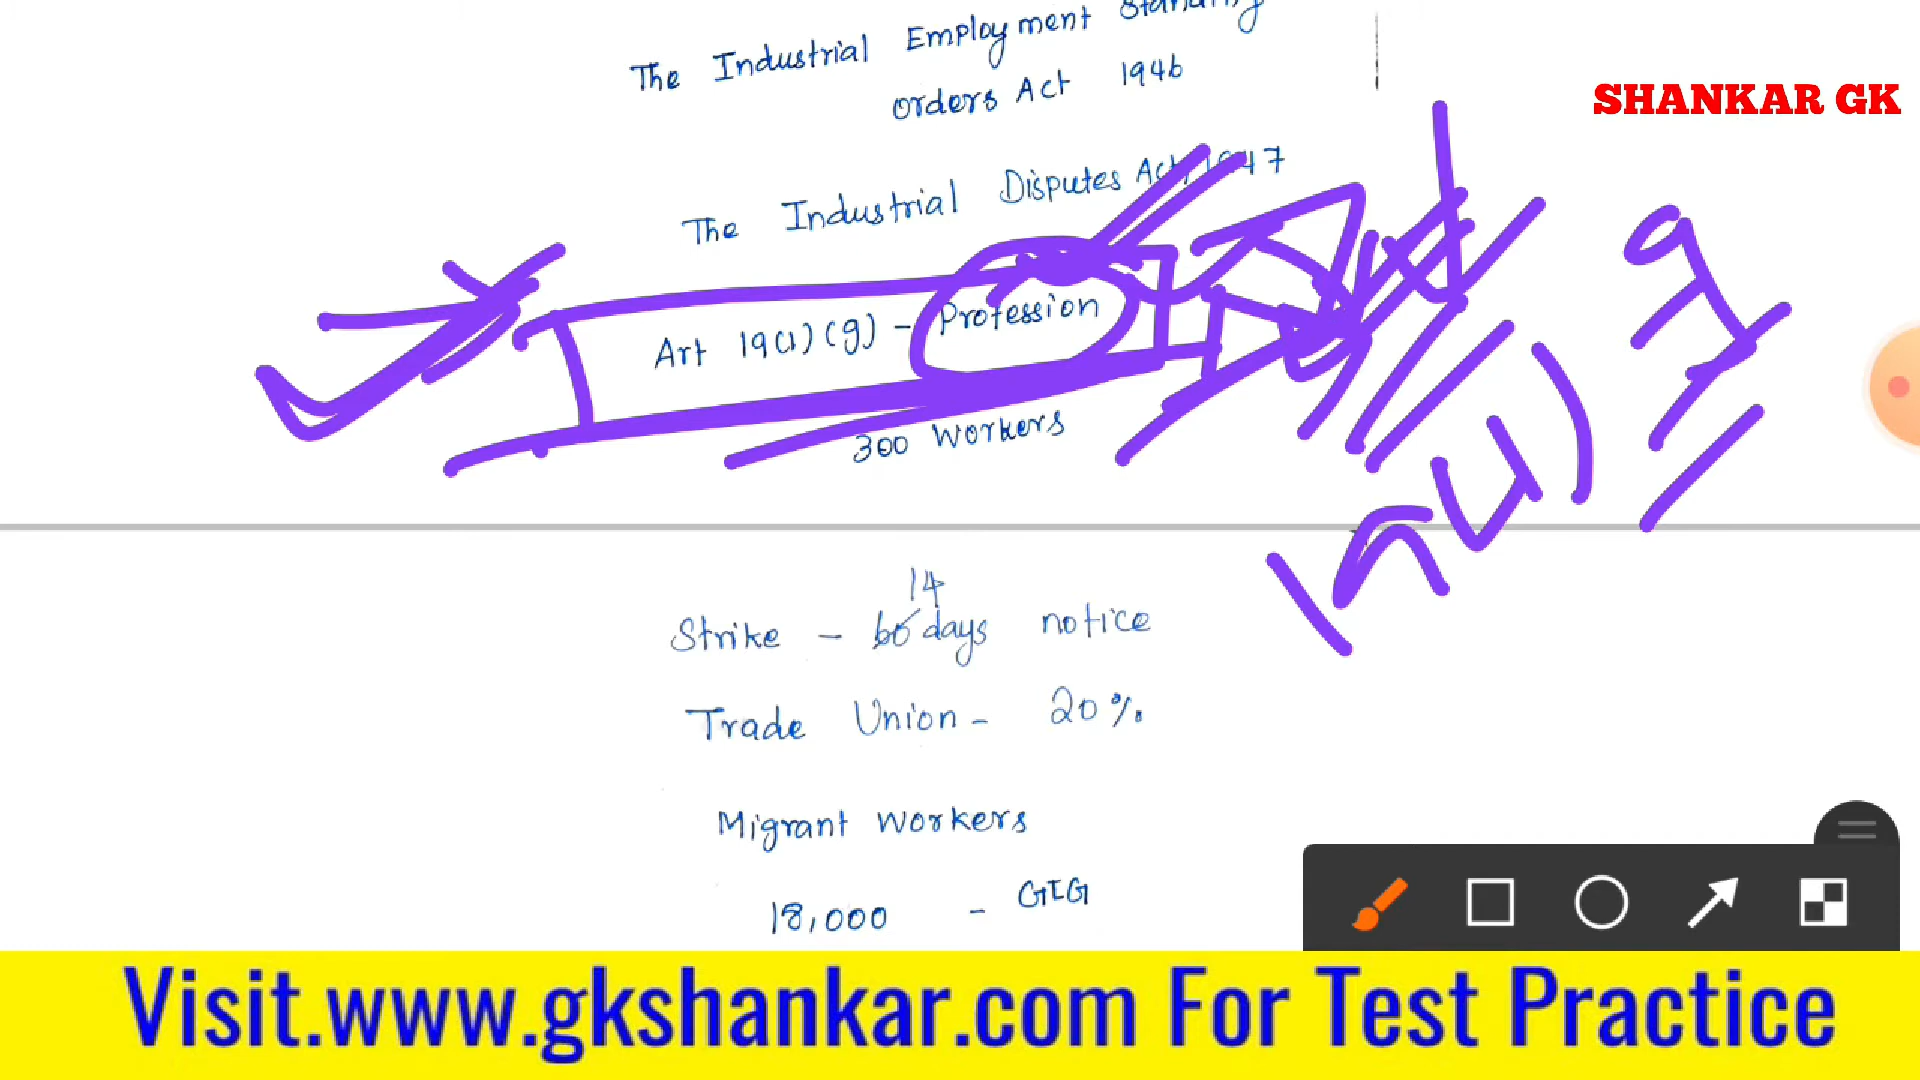 The Industrial Employment Standing
orders Act 1946
SHANKAR GK
The Industrial Disputes Act, 1947
Art 19(1)(g) - Profession
19(1) g
300 Workers
14
Strike - 60 days notice
Trade Union - 20%
Migrant Workers
18,000 - GIG
Visit.www.gkshankar.com For Test Practice